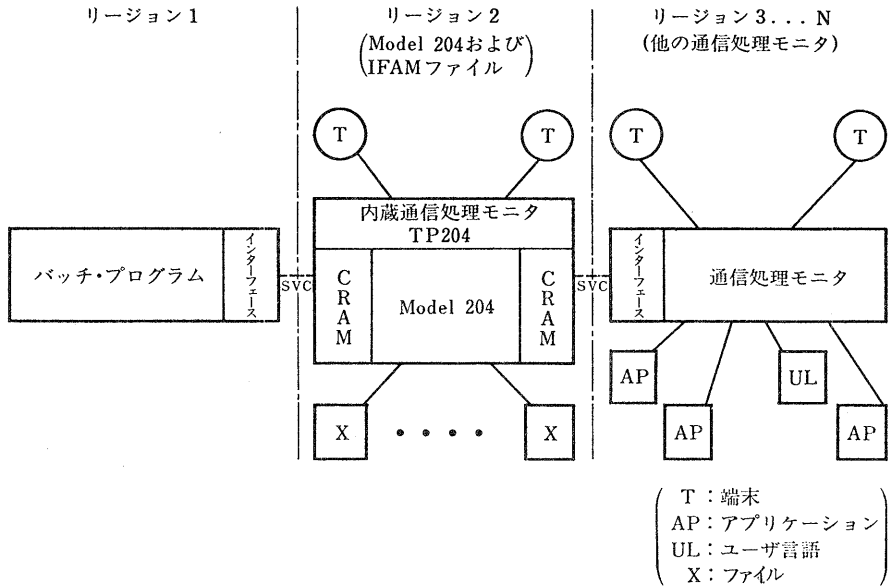 リージョン1
リージョン2
(Model 204および
IFAMファイル)
リージョン3...N
(他の通信処理モニタ)
T
T
T
T
内蔵通信処理モニタ
TP204
バッチ・プログラム
インターフェース
SVC
CRAM
Model 204
CRAM
SVC
インターフェース
通信処理モニタ
AP
UL
X
・・・・
X
AP
AP
T：端末
AP：アプリケーション
UL：ユーザ言語
X：ファイル